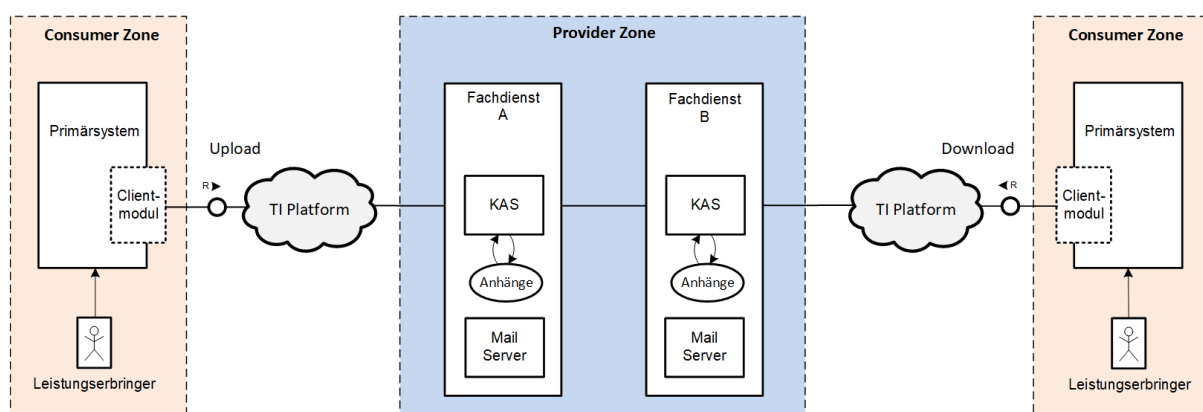 Consumer Zone
Provider Zone
Consumer Zone
Primärsystem
Client-
modul
Leistungserbringer
Upload
R
TI Platform
Fachdienst
A
KAS
Anhänge
Mail
Server
Fachdienst
B
KAS
Anhänge
Mail
Server
Download
R
TI Platform
Primärsystem
Client-
modul
Leistungserbringer